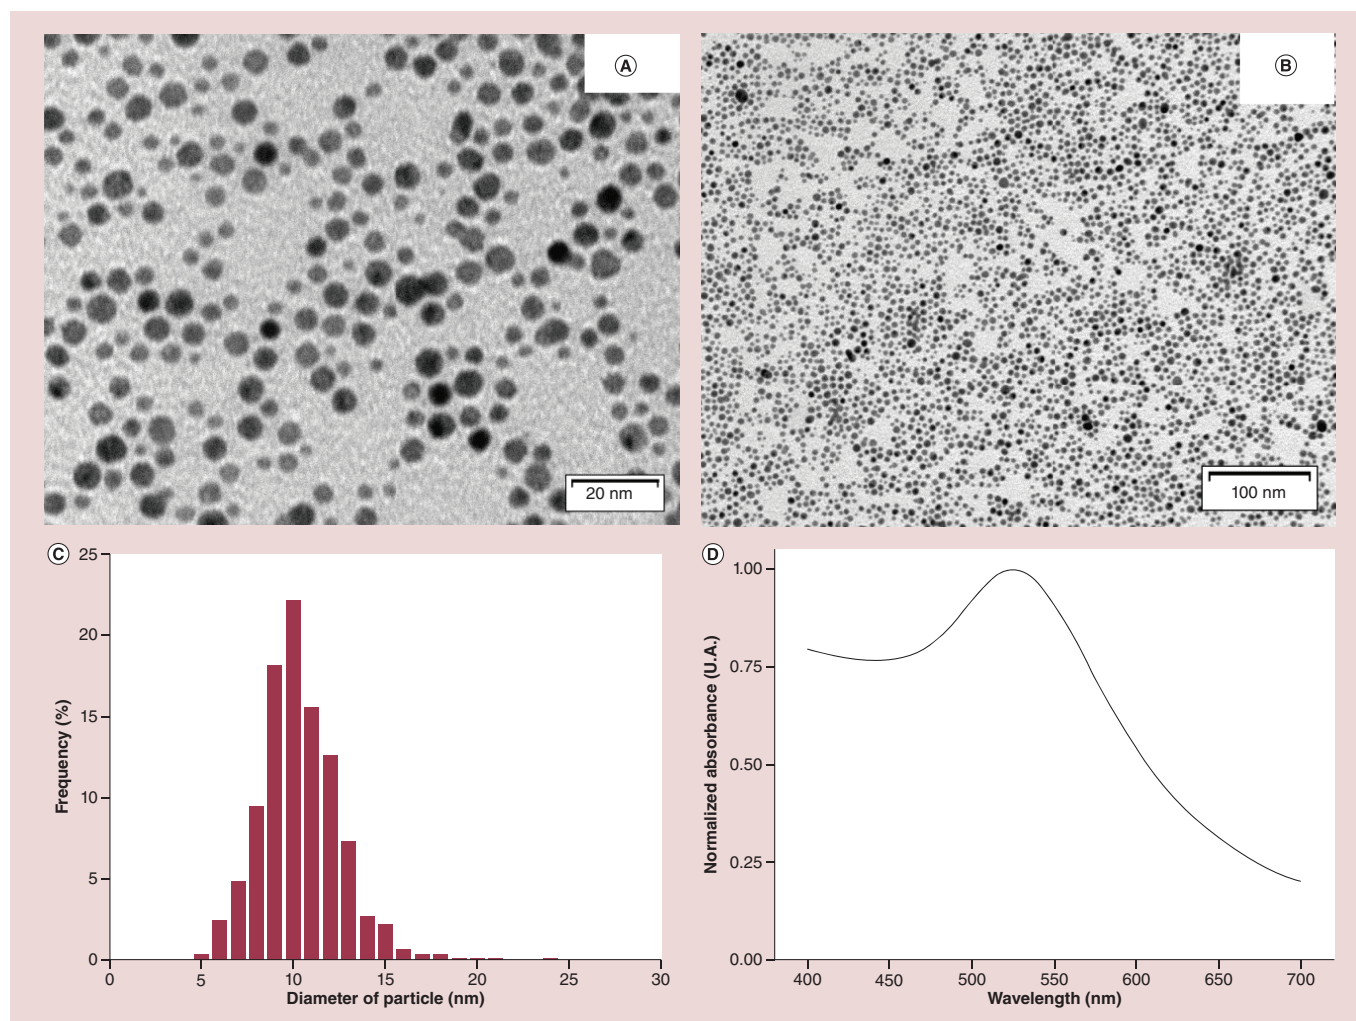 A
B
20 nm
100 nm
C
25
20
15
10
5
0
Frequency (%)
0 5 10 15 20 25 30
Diameter of particle (nm)
D
1.00
0.75
0.50
0.25
0.00
Normalized absorbance (U.A.)
400 450 500 550 600 650 700
Wavelength (nm)